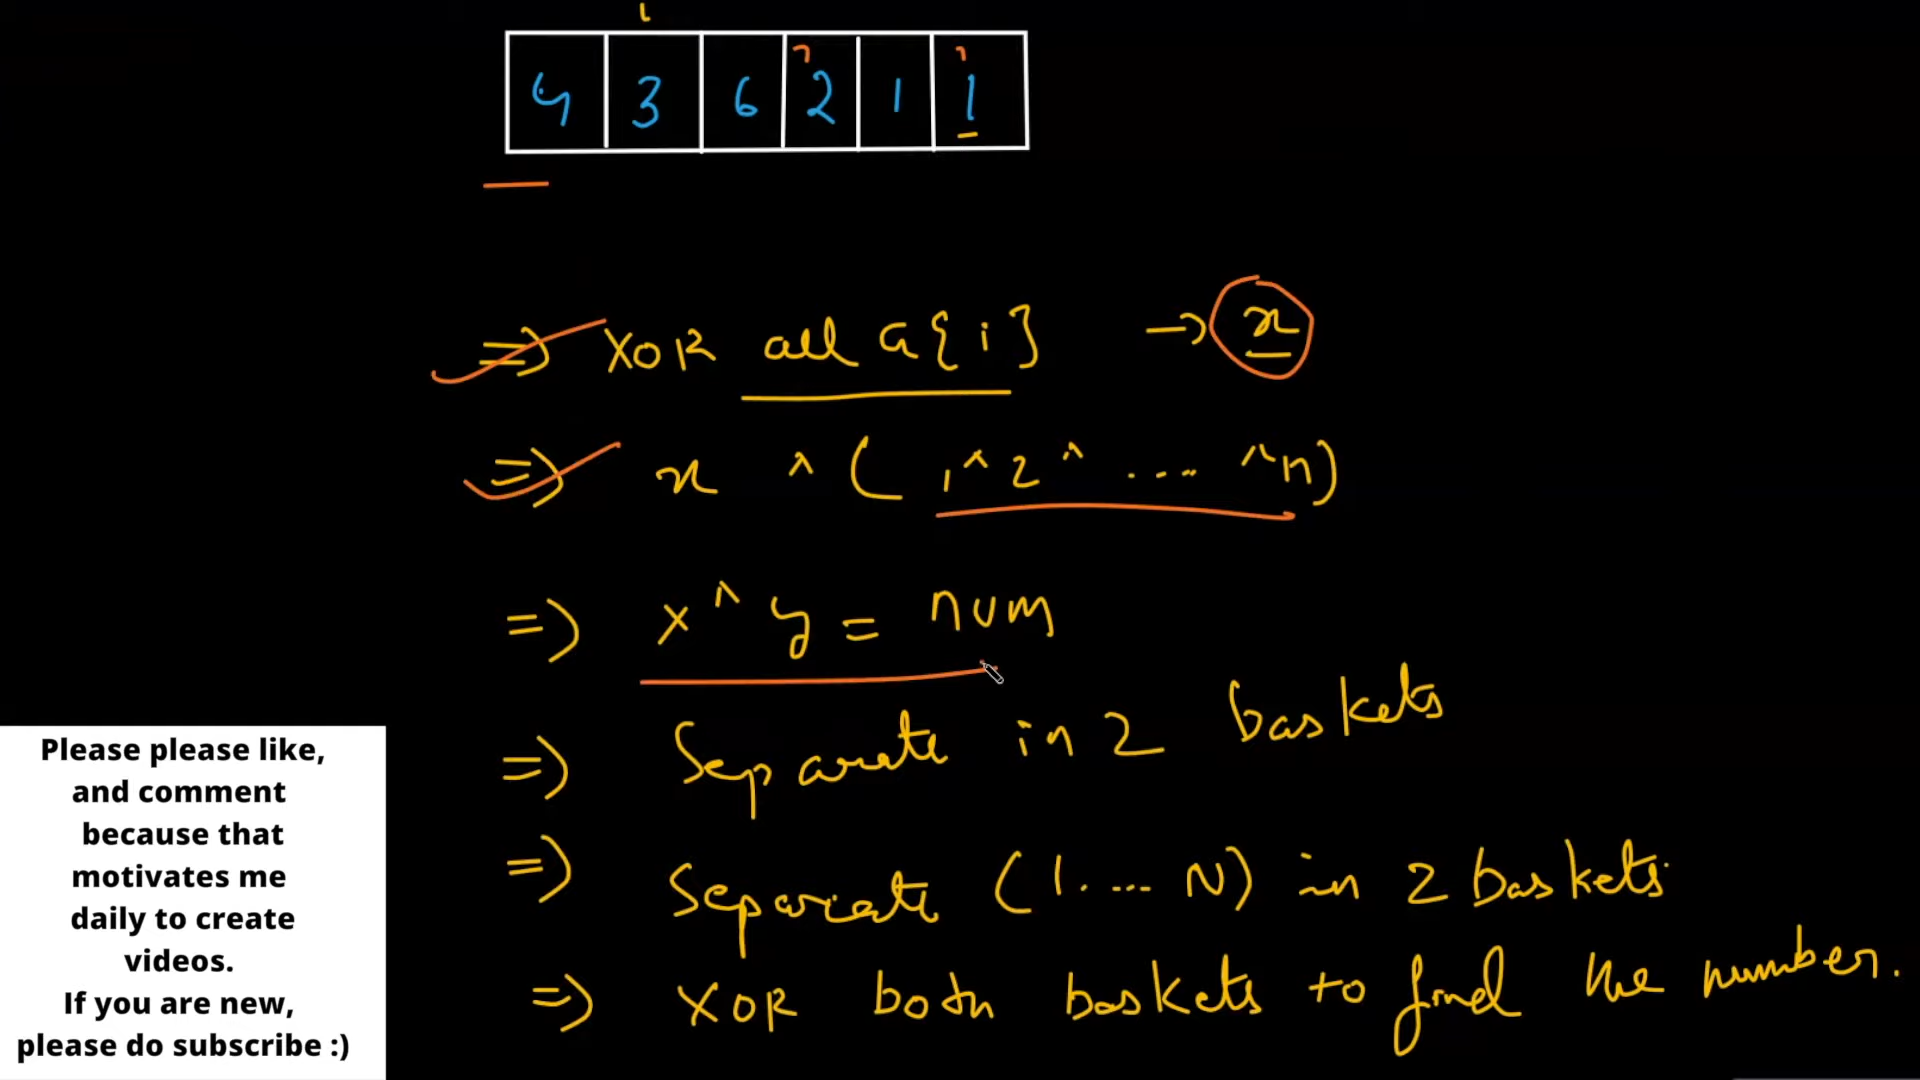 4 3 6 2 1 1
=> XOR all a{i] -> x
=> x ^ (1^2^ .... ^n)
=> x ^ y = num
=> Separate in 2 baskets
=> Separate (1.... N) in 2 baskets
=> XOR both baskets to find the number.
Please please like,
and comment
because that
motivates me
daily to create
videos.
If you are new,
please do subscribe :)